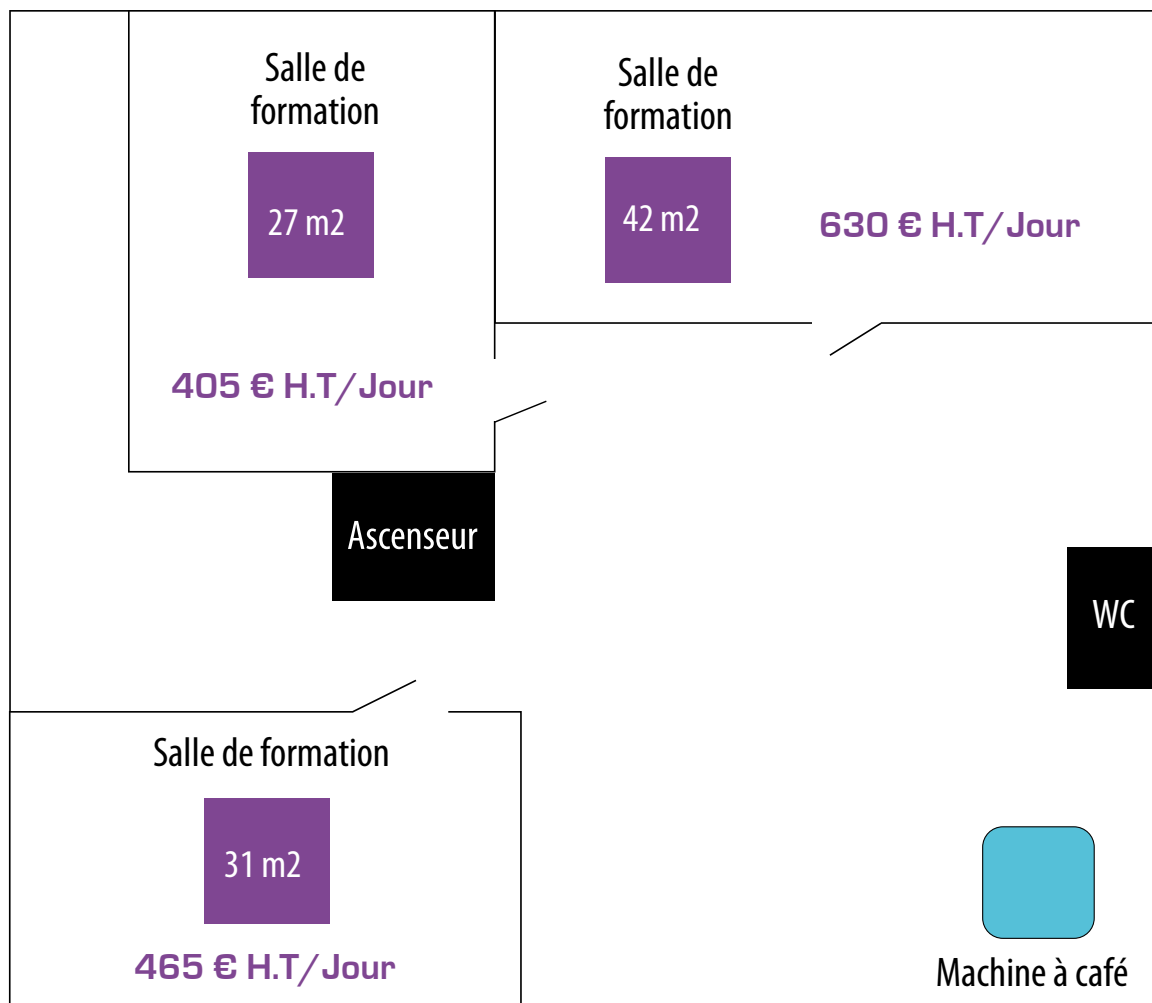 Salle de
formation
27 m2
405 € H.T/Jour
Salle de
formation
42 m2
630 € H.T/Jour
Ascenseur
WC
Salle de formation
31 m2
465 € H.T/Jour
Machine à café